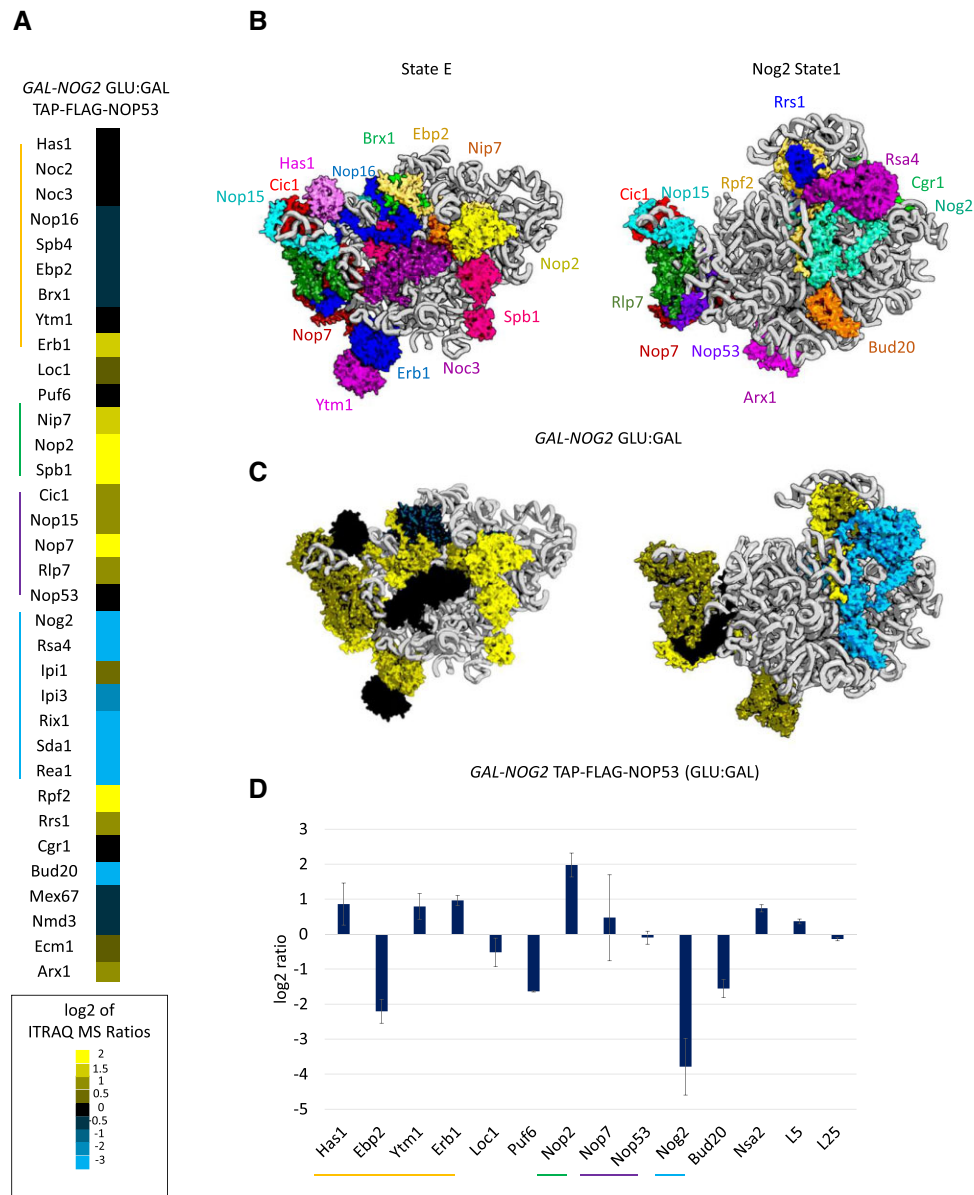 A
GAL-NOG2 GLU:GAL
TAP-FLAG-NOP53
Has1
Noc2
Noc3
Nop16
Spb4
Ebp2
Brx1
Ytm1
Erb1
Loc1
Puf6
Nip7
Nop2
Spb1
Cic1
Nop15
Nop7
Rlp7
Nop53
Nog2
Rsa4
Ipi1
Ipi3
Rix1
Sda1
Rea1
Rpf2
Rrs1
Cgr1
Bud20
Mex67
Nmd3
Ecm1
Arx1
log2 of
ITRAQ MS Ratios
2
1.5
1
0.5
0
-0.5
-1
-2
-3
B
State E
Nog2 State1
Brx1
Ebp2
Nip7
Has1
Nop16
Cic1
Nop15
Nop2
Spb1
Nop7
Noc3
Erb1
Ytm1
Rrs1
Rsa4
Cgr1
Nog2
Rpf2
Cic1
Nop15
Rlp7
Nop7
Nop53
Bud20
Arx1
GAL-NOG2 GLU:GAL
C
GAL-NOG2 TAP-FLAG-NOP53 (GLU:GAL)
D
log2 ratio
3
2
1
0
-1
-2
-3
-4
-5
Has1
Ebp2
Ytm1
Erb1
Loc1
Puf6
Nop2
Nop7
Nop53
Nog2
Bud20
Nsa2
L5
L25